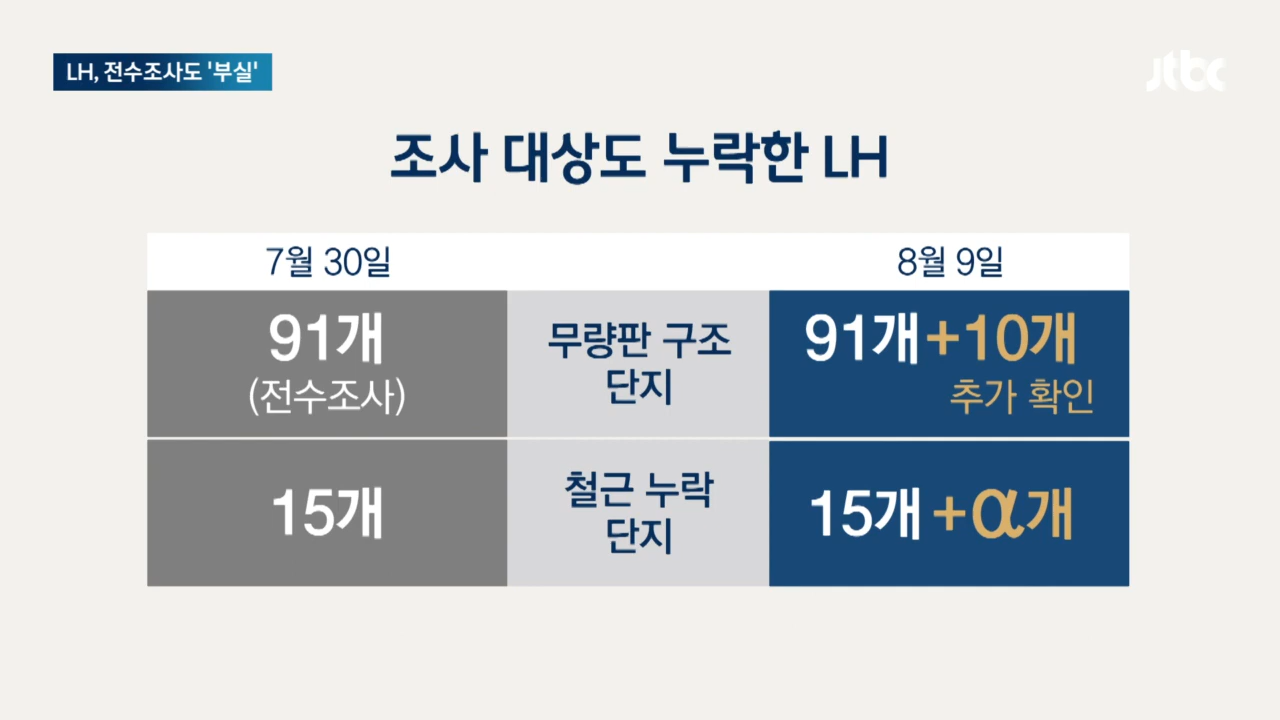 LH, 전수조사도 '부실'
jtbc
조사 대상도 누락한 LH
7월 30일
8월 9일
91개
(전수조사)
무량판 구조
단지
91개+10개
추가 확인
15개
철근 누락
단지
15개+α개